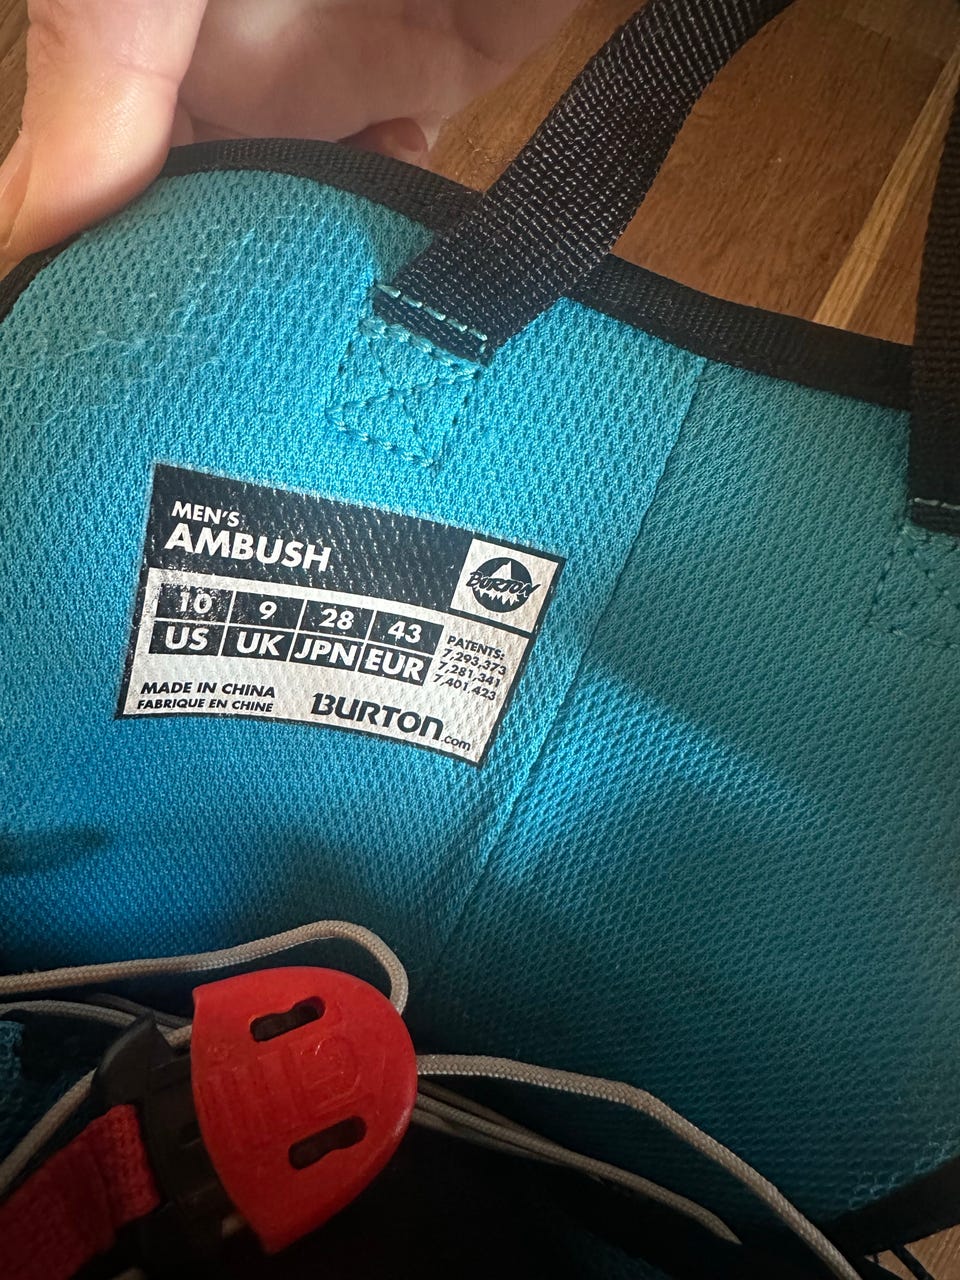 MEN'S
AMBUSH
BURTON
10 9 28 43
US UK JPN EUR
PATENTS:
7,293,373
7,281,341
7,401,423
MADE IN CHINA
FABRIQUE EN CHINE
BURTON.com